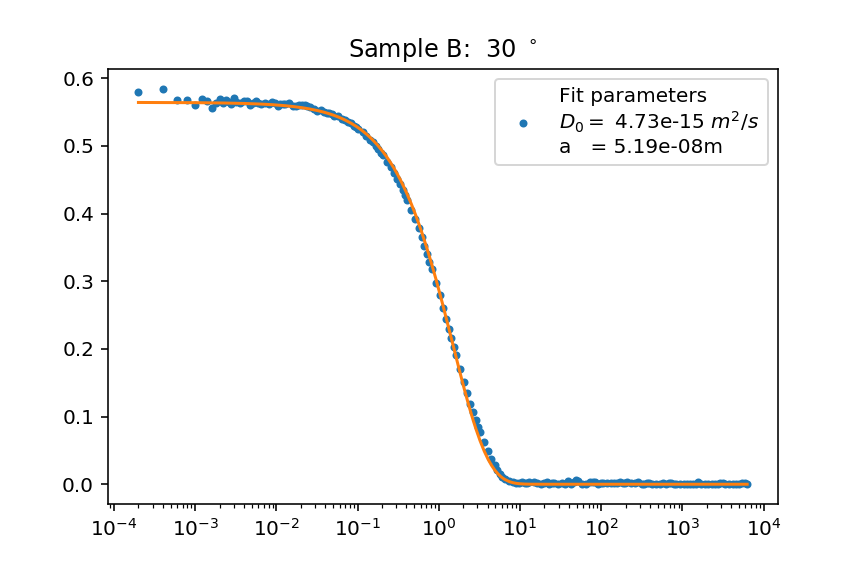 Sample B:  30 °
Fit parameters
D₀ = 4.73e-15 m²/s
a   = 5.19e-08m
0.6
0.5
0.4
0.3
0.2
0.1
0.0
10⁻⁴ 10⁻³ 10⁻² 10⁻¹ 10⁰ 10¹ 10² 10³ 10⁴